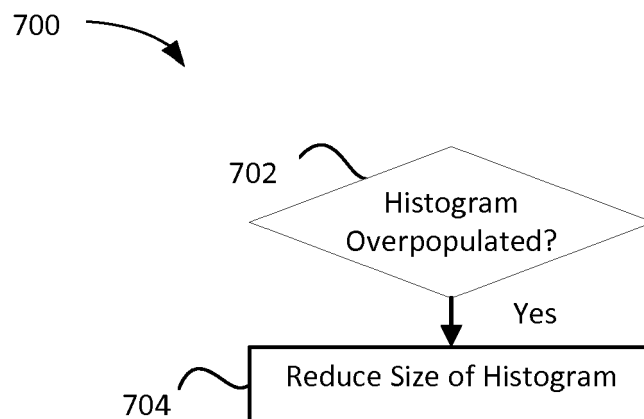 700
702
Histogram
Overpopulated?
Yes
Reduce Size of Histogram
704